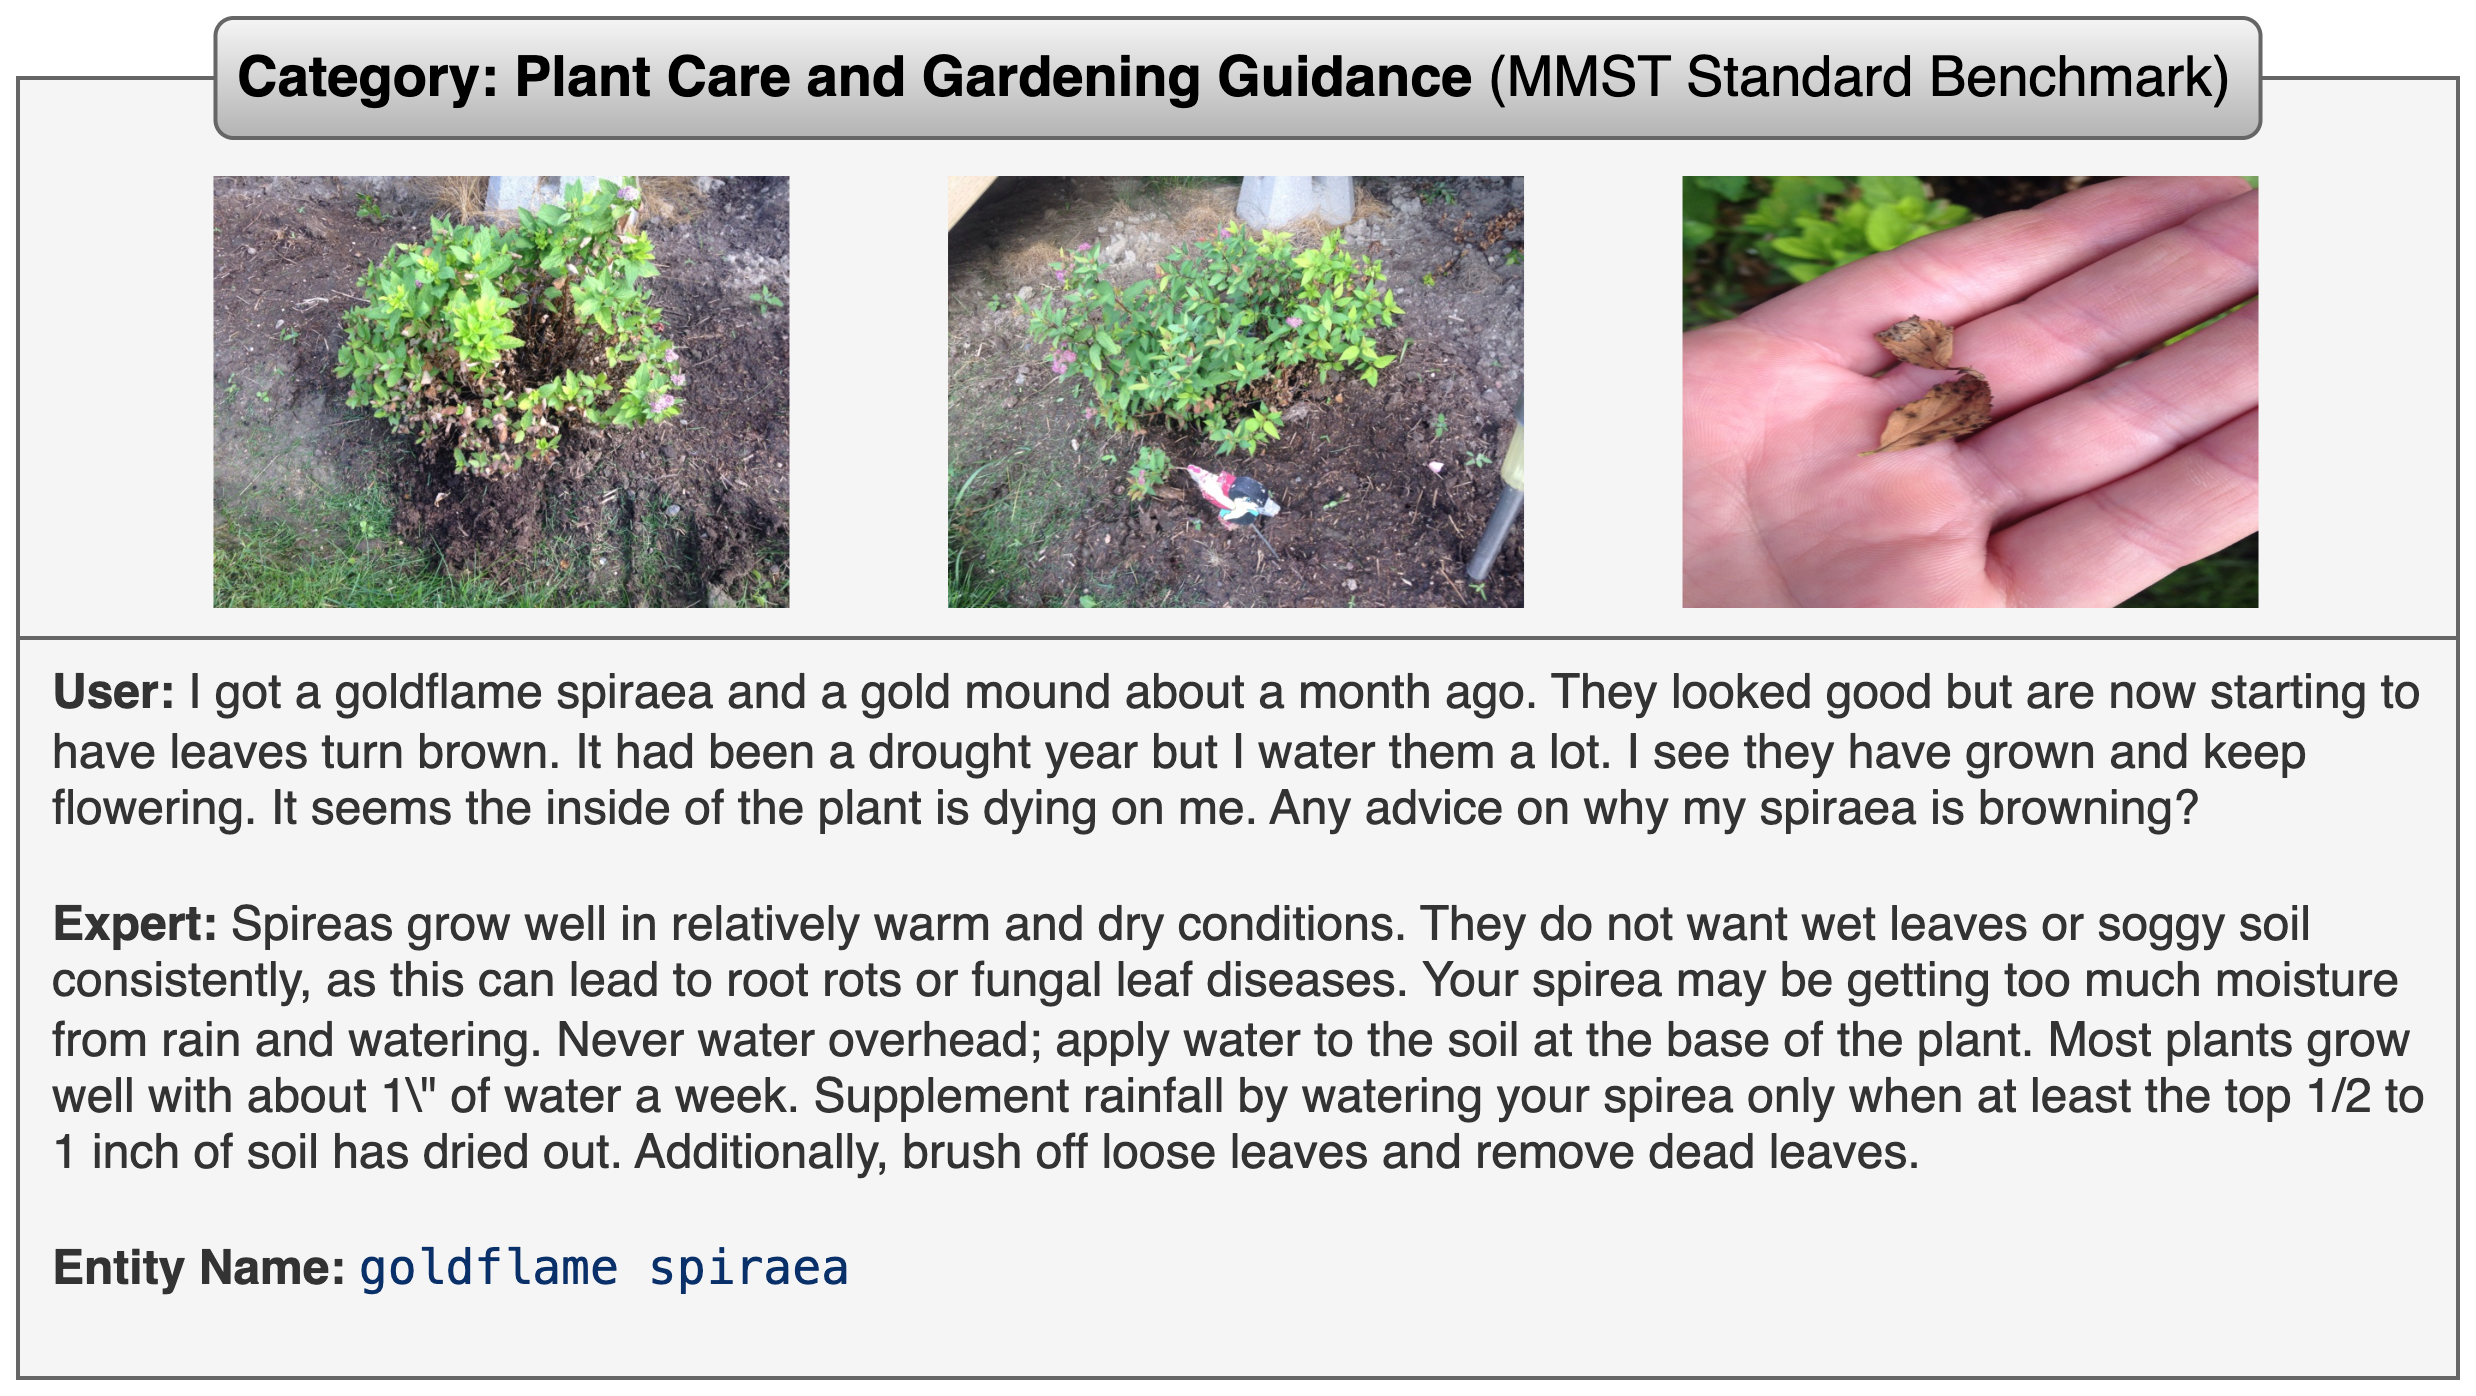 Category: Plant Care and Gardening Guidance (MMST Standard Benchmark)
User: I got a goldflame spiraea and a gold mound about a month ago. They looked good but are now starting to
have leaves turn brown. It had been a drought year but I water them a lot. I see they have grown and keep
flowering. It seems the inside of the plant is dying on me. Any advice on why my spiraea is browning?
Expert: Spireas grow well in relatively warm and dry conditions. They do not want wet leaves or soggy soil
consistently, as this can lead to root rots or fungal leaf diseases. Your spirea may be getting too much moisture
from rain and watering. Never water overhead; apply water to the soil at the base of the plant. Most plants grow
well with about 1\" of water a week. Supplement rainfall by watering your spirea only when at least the top 1/2 to
1 inch of soil has dried out. Additionally, brush off loose leaves and remove dead leaves.
Entity Name: goldflame spiraea